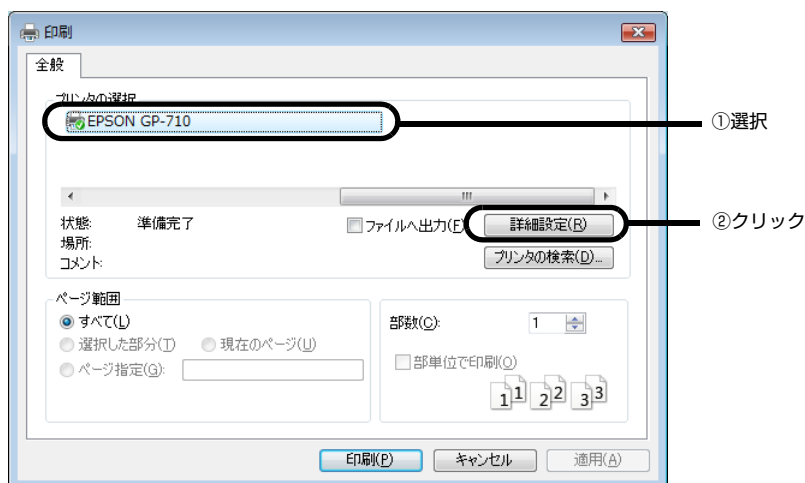 印刷
全般
プリンタの選択
EPSON GP-710
①選択
状態: 準備完了
ファイルへ出力(F)
詳細設定(R)
②クリック
場所:
コメント:
プリンタの検索(D)...
ページ範囲
すべて(L)
選択した部分(T) 現在のページ(U)
ページ指定(G):
部数(C): 1
部単位で印刷(O)
1 1 2 2 3 3
印刷(P) キャンセル 適用(A)